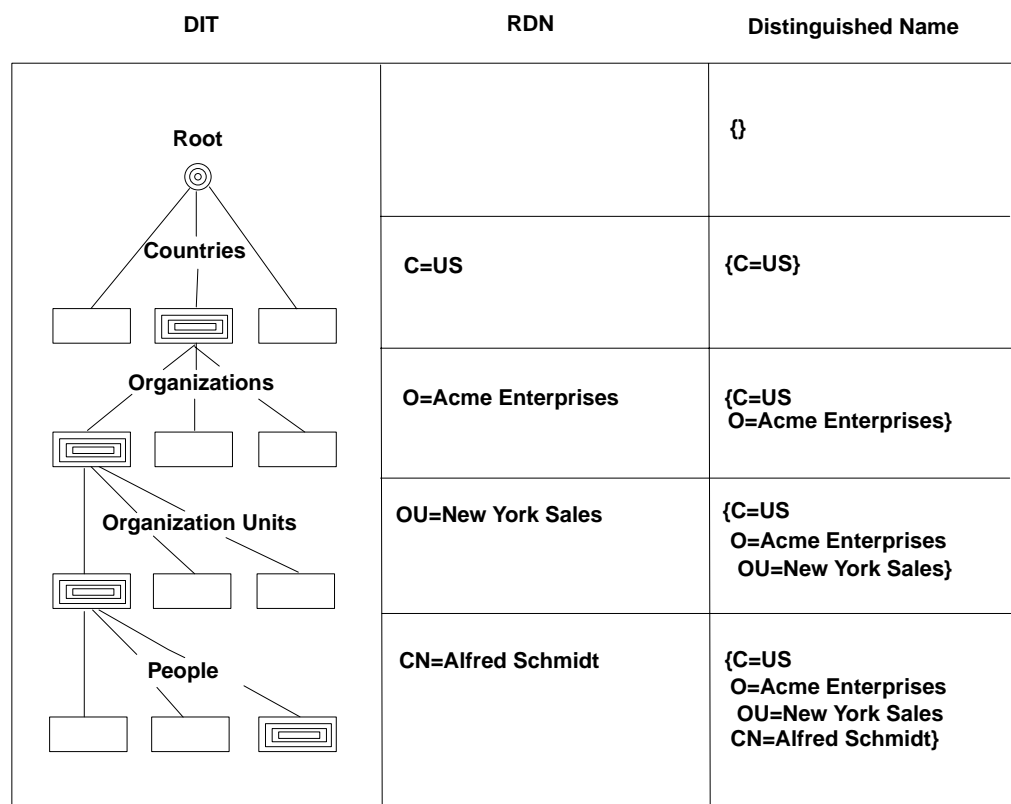 DIT RDN Distinguished Name
Root
{}
Countries
C=US
{C=US}
Organizations
O=Acme Enterprises
{C=US
O=Acme Enterprises}
Organization Units
OU=New York Sales
{C=US
O=Acme Enterprises
OU=New York Sales}
People
CN=Alfred Schmidt
{C=US
O=Acme Enterprises
OU=New York Sales
CN=Alfred Schmidt}